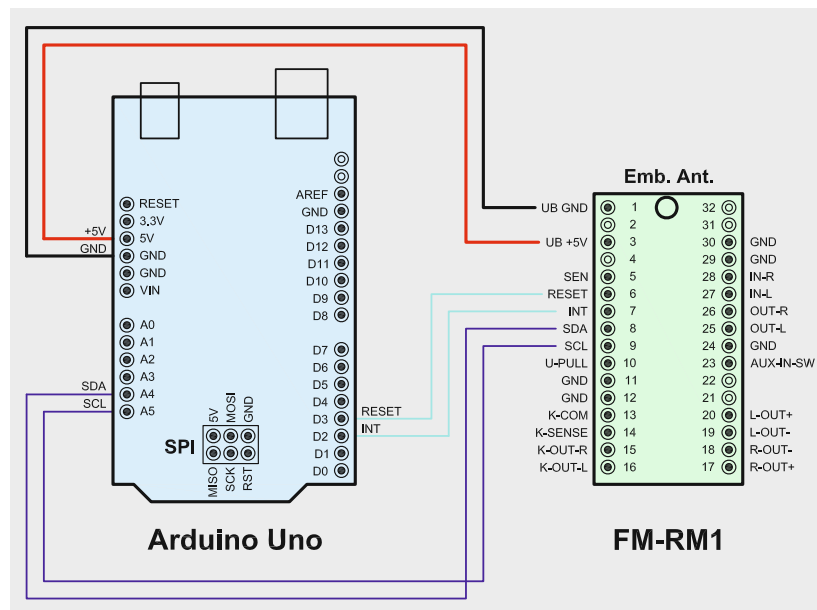 +5V
GND
RESET
3,3V
5V
GND
GND
VIN
A0
A1
A2
A3
A4
A5
SDA
SCL
AREF
GND
D13
D12
D11
D10
D9
D8
D7
D6
D5
D4
D3
D2
D1
D0
RESET
INT
5V
MOSI
GND
SPI
MISO
SCK
RST
Arduino Uno
Emb. Ant.
UB GND 1 32
2 31
UB +5V 3 30 GND
4 29 GND
SEN 5 28 IN-R
RESET 6 27 IN-L
INT 7 26 OUT-R
SDA 8 25 OUT-L
SCL 9 24 GND
U-PULL 10 23 AUX-IN-SW
GND 11 22
GND 12 21
K-COM 13 20 L-OUT+
K-SENSE 14 19 L-OUT-
K-OUT-R 15 18 R-OUT-
K-OUT-L 16 17 R-OUT+
FM-RM1